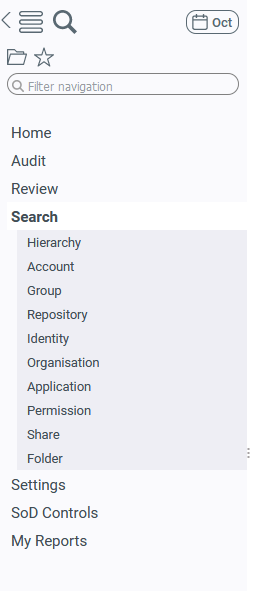 Oct
Filter navigation
Home
Audit
Review
Search
Hierarchy
Account
Group
Repository
Identity
Organisation
Application
Permission
Share
Folder
Settings
SoD Controls
My Reports